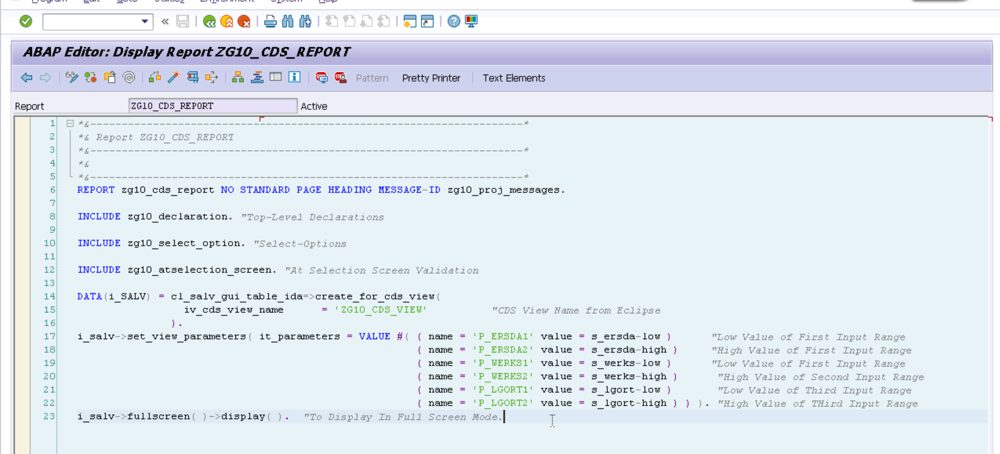 Program Edit Goto Utilities Environment System Help
ABAP Editor: Display Report ZG10_CDS_REPORT
Pattern Pretty Printer Text Elements
Report ZG10_CDS_REPORT Active
1 *&---------------------------------------------------------------------*
2 *& Report ZG10_CDS_REPORT
3 *&---------------------------------------------------------------------*
4 *&
5 *&---------------------------------------------------------------------*
6 REPORT zg10_cds_report NO STANDARD PAGE HEADING MESSAGE-ID zg10_proj_messages.
7
8 INCLUDE zg10_declaration. "Top-Level Declarations
9
10 INCLUDE zg10_select_option. "Select-Options
11
12 INCLUDE zg10_atselection_screen. "At Selection Screen Validation
13
14 DATA(i_SALV) = cl_salv_gui_table_ida=>create_for_cds_view(
15 iv_cds_view_name = 'ZG10_CDS_VIEW' "CDS View Name from Eclipse
16 ).
17 i_salv->set_view_parameters( it_parameters = VALUE #( ( name = 'P_ERSDA1' value = s_ersda-low ) "Low Value of First Input Range
18 ( name = 'P_ERSDA2' value = s_ersda-high ) "High Value of First Input Range
19 ( name = 'P_WERKS1' value = s_werks-low ) "Low Value of First Input Range
20 ( name = 'P_WERKS2' value = s_werks-high ) "High Value of Second Input Range
21 ( name = 'P_LGORT1' value = s_lgort-low ) "Low Value of Third Input Range
22 ( name = 'P_LGORT2' value = s_lgort-high ) ) ). "High Value of THird Input Range
23 i_salv->fullscreen( )->display( ). "To Display In Full Screen Mode.